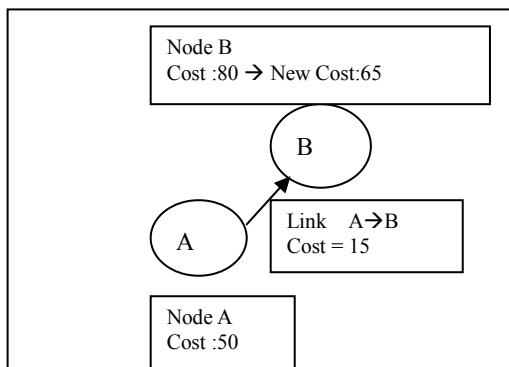 Node B
Cost :80 → New Cost:65
B
A
Link A→B
Cost = 15
Node A
Cost :50